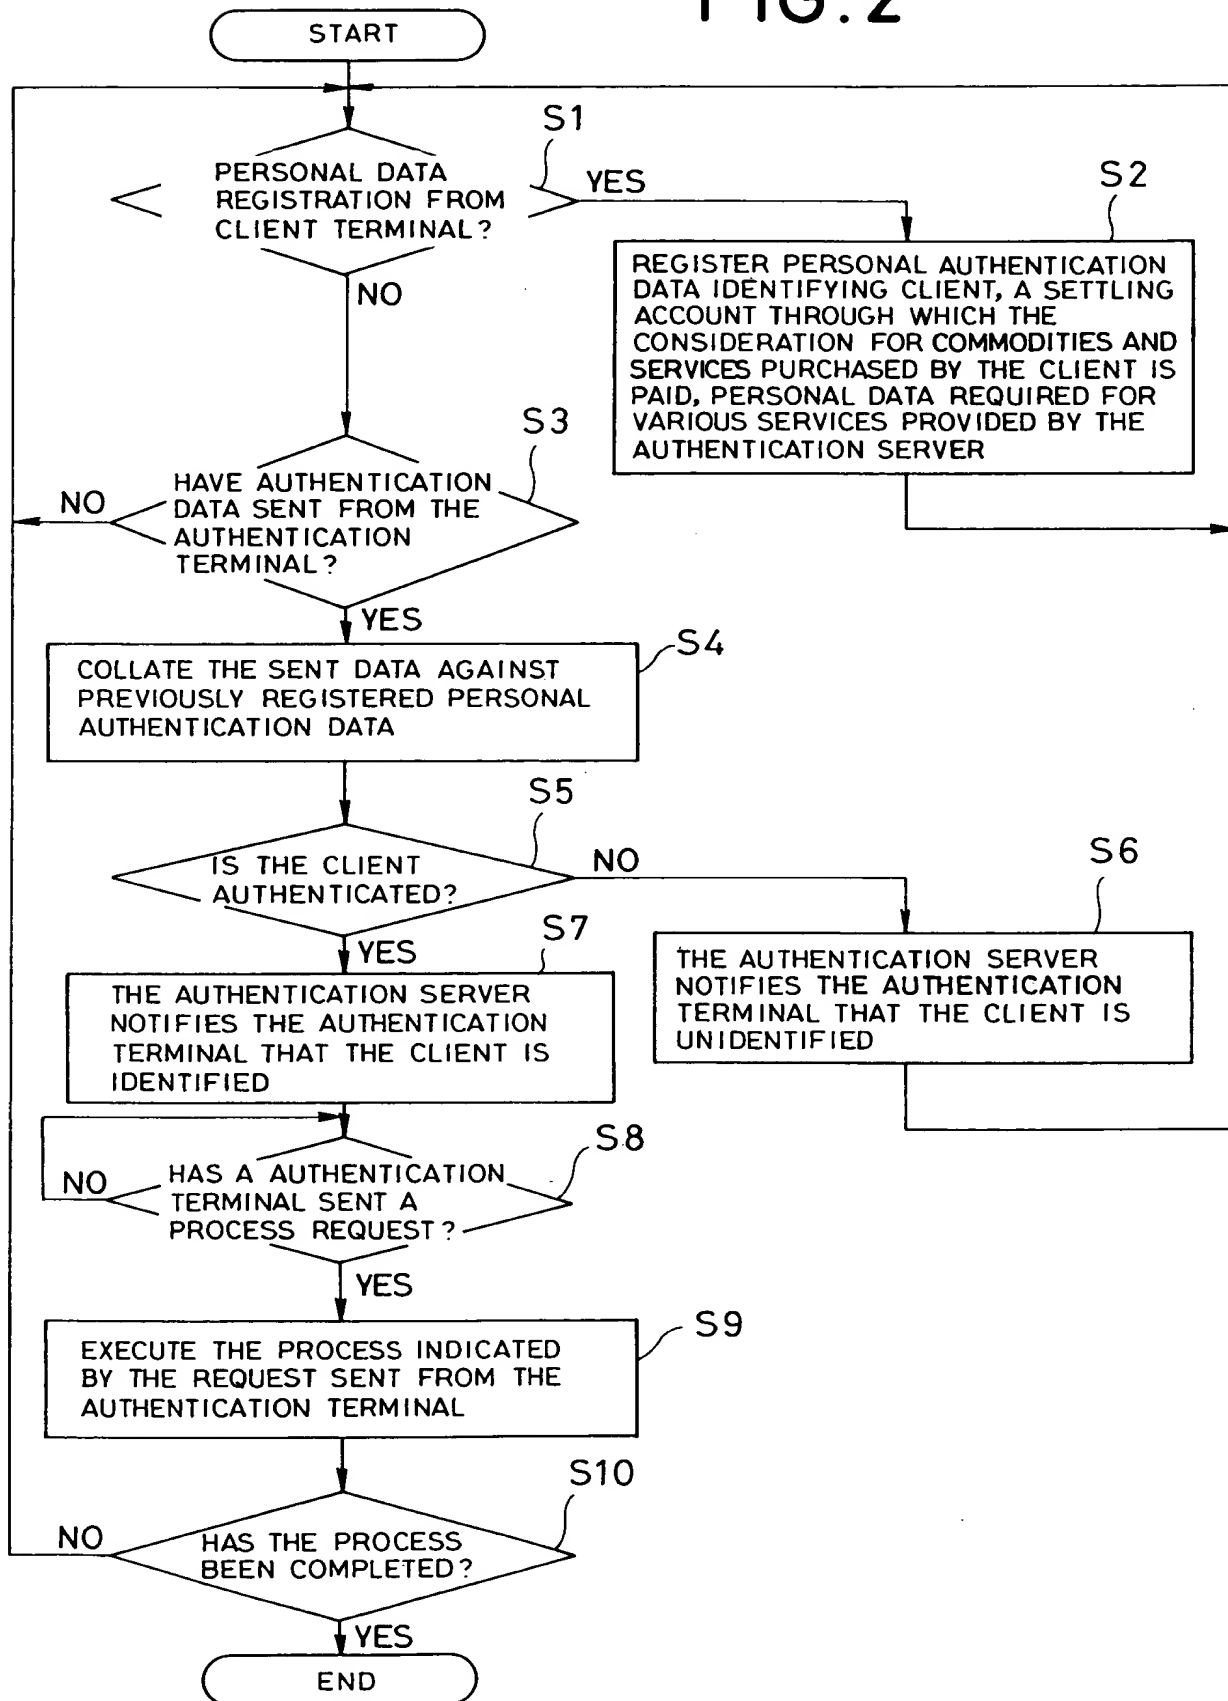 FIG. 2
START
S1
PERSONAL DATA
REGISTRATION FROM
CLIENT TERMINAL?
YES
NO
S2
REGISTER PERSONAL AUTHENTICATION
DATA IDENTIFYING CLIENT, A SETTLING
ACCOUNT THROUGH WHICH THE
CONSIDERATION FOR COMMODITIES AND
SERVICES PURCHASED BY THE CLIENT IS
PAID, PERSONAL DATA REQUIRED FOR
VARIOUS SERVICES PROVIDED BY THE
AUTHENTICATION SERVER
S3
HAVE AUTHENTICATION
DATA SENT FROM THE
AUTHENTICATION
TERMINAL?
NO
YES
S4
COLLATE THE SENT DATA AGAINST
PREVIOUSLY REGISTERED PERSONAL
AUTHENTICATION DATA
S5
IS THE CLIENT
AUTHENTICATED?
NO
YES
S6
THE AUTHENTICATION SERVER
NOTIFIES THE AUTHENTICATION
TERMINAL THAT THE CLIENT IS
UNIDENTIFIED
S7
THE AUTHENTICATION SERVER
NOTIFIES THE AUTHENTICATION
TERMINAL THAT THE CLIENT IS
IDENTIFIED
S8
HAS A AUTHENTICATION
TERMINAL SENT A
PROCESS REQUEST?
NO
YES
S9
EXECUTE THE PROCESS INDICATED
BY THE REQUEST SENT FROM THE
AUTHENTICATION TERMINAL
S10
HAS THE PROCESS
BEEN COMPLETED?
NO
YES
END